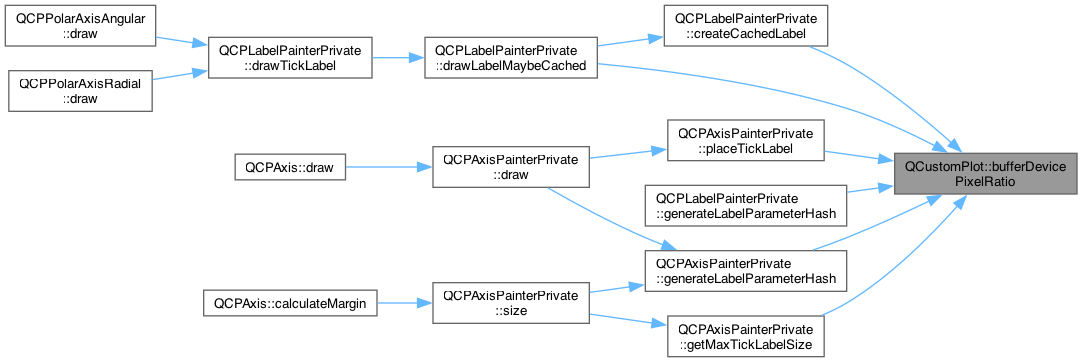 QCPPolarAxisAngular
::draw
QCPPolarAxisRadial
::draw
QCPLabelPainterPrivate
::drawTickLabel
QCPLabelPainterPrivate
::drawLabelMaybeCached
QCPLabelPainterPrivate
::createCachedLabel
QCPAxis::draw
QCPAxisPainterPrivate
::draw
QCPAxisPainterPrivate
::placeTickLabel
QCPLabelPainterPrivate
::generateLabelParameterHash
QCustomPlot::bufferDevice
PixelRatio
QCPAxisPainterPrivate
::generateLabelParameterHash
QCPAxis::calculateMargin
QCPAxisPainterPrivate
::size
QCPAxisPainterPrivate
::getMaxTickLabelSize